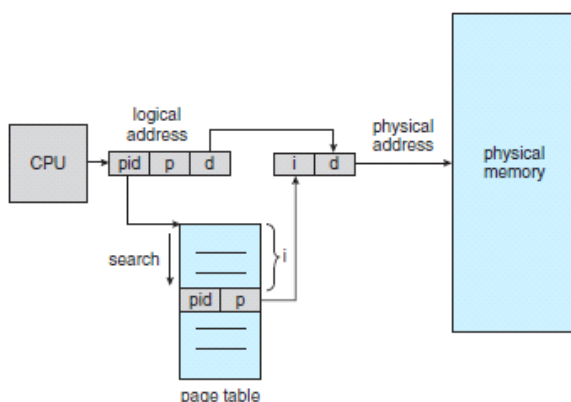 logical
address
physical
address
CPU
pid p d
i d
physical
memory
search
i
pid p
page table